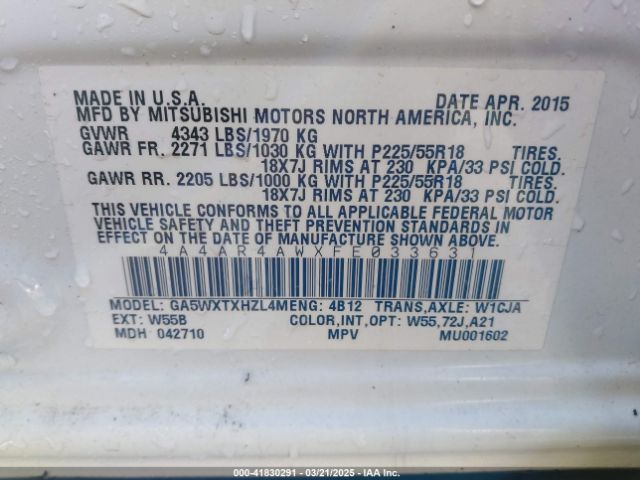 MADE IN U.S.A. DATE APR. 2015
MFD BY MITSUBISHI MOTORS NORTH AMERICA, INC.
GVWR 4343 LBS/1970 KG
GAWR FR. 2271 LBS/1030 KG WITH P225/55R18 TIRES.
18X7J RIMS AT 230 KPA/33 PSI COLD.
GAWR RR. 2205 LBS/1000 KG WITH P225/55R18 TIRES.
18X7J RIMS AT 230 KPA/33 PSI COLD.
THIS VEHICLE CONFORMS TO ALL APPLICABLE FEDERAL MOTOR
VEHICLE SAFETY AND THEFT PREVENTION STANDARDS IN
EFFECT ON THE DATE OF MANUFACTURE SHOWN ABOVE.
4A4AR4AWXFE033631
MODEL: GA5WXTXHZL4MENG: 4B12 TRANS,AXLE: W1CJA
EXT: W55B COLOR,INT,OPT: W55,72J,A21
MDH 042710 MPV MU001602
000-41830291 - 03/21/2025 - IAA Inc.